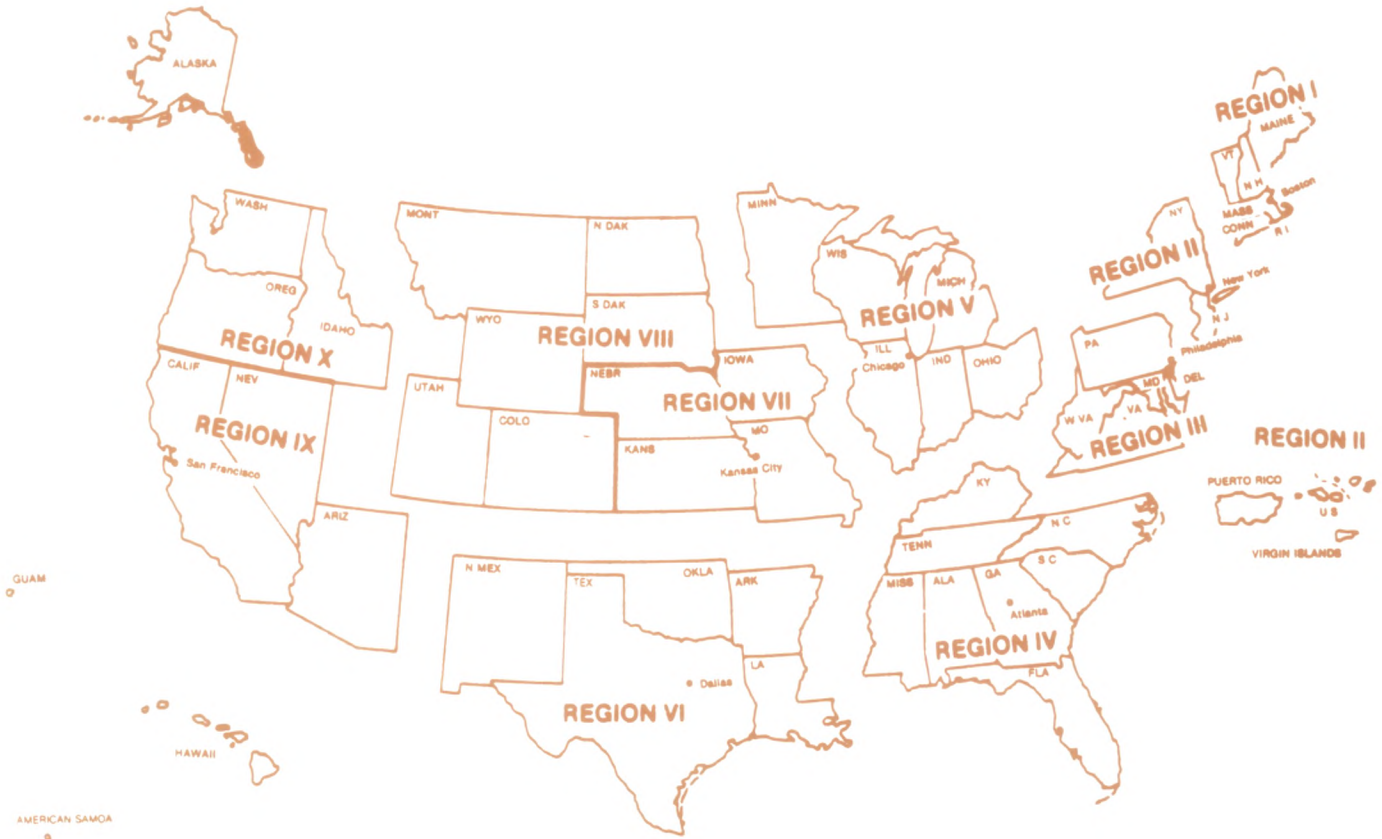 ALASKA
REGION I
MAINE
VT
N H
Boston
MASS
CONN
R I
WASH
MONT
N DAK
MINN
NY
WIS
MICH
REGION II
New York
OREG
S DAK
REGION V
N J
IDAHO
WYO
REGION VIII
PA
Philadelphia
REGION X
CALIF
NEV
UTAH
NEBR
IOWA
ILL
Chicago
IND
OHIO
MD
DEL
REGION VII
W VA
VA
REGION III
REGION IX
COLO
MO
REGION II
San Francisco
KANS
Kansas City
KY
PUERTO RICO
U S
VIRGIN ISLANDS
ARIZ
N C
TENN
S C
GUAM
N MEX
TEX
OKLA
ARK
MISS
ALA
GA
Atlanta
REGION IV
LA
FLA
Dallas
REGION VI
HAWAII
AMERICAN SAMOA